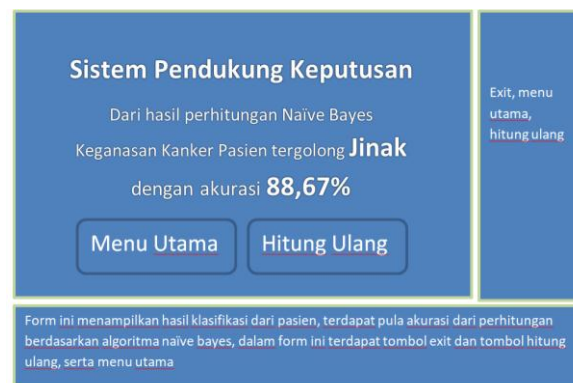 Sistem Pendukung Keputusan
Dari hasil perhitungan Naïve Bayes
Keganasan Kanker Pasien tergolong Jinak
dengan akurasi 88,67%
Menu Utama
Hitung Ulang
Exit, menu
utama,
hitung ulang
Form ini menampilkan hasil klasifikasi dari pasien, terdapat pula akurasi dari perhitungan
berdasarkan algoritma naïve bayes, dalam form ini terdapat tombol exit dan tombol hitung
ulang, serta menu utama